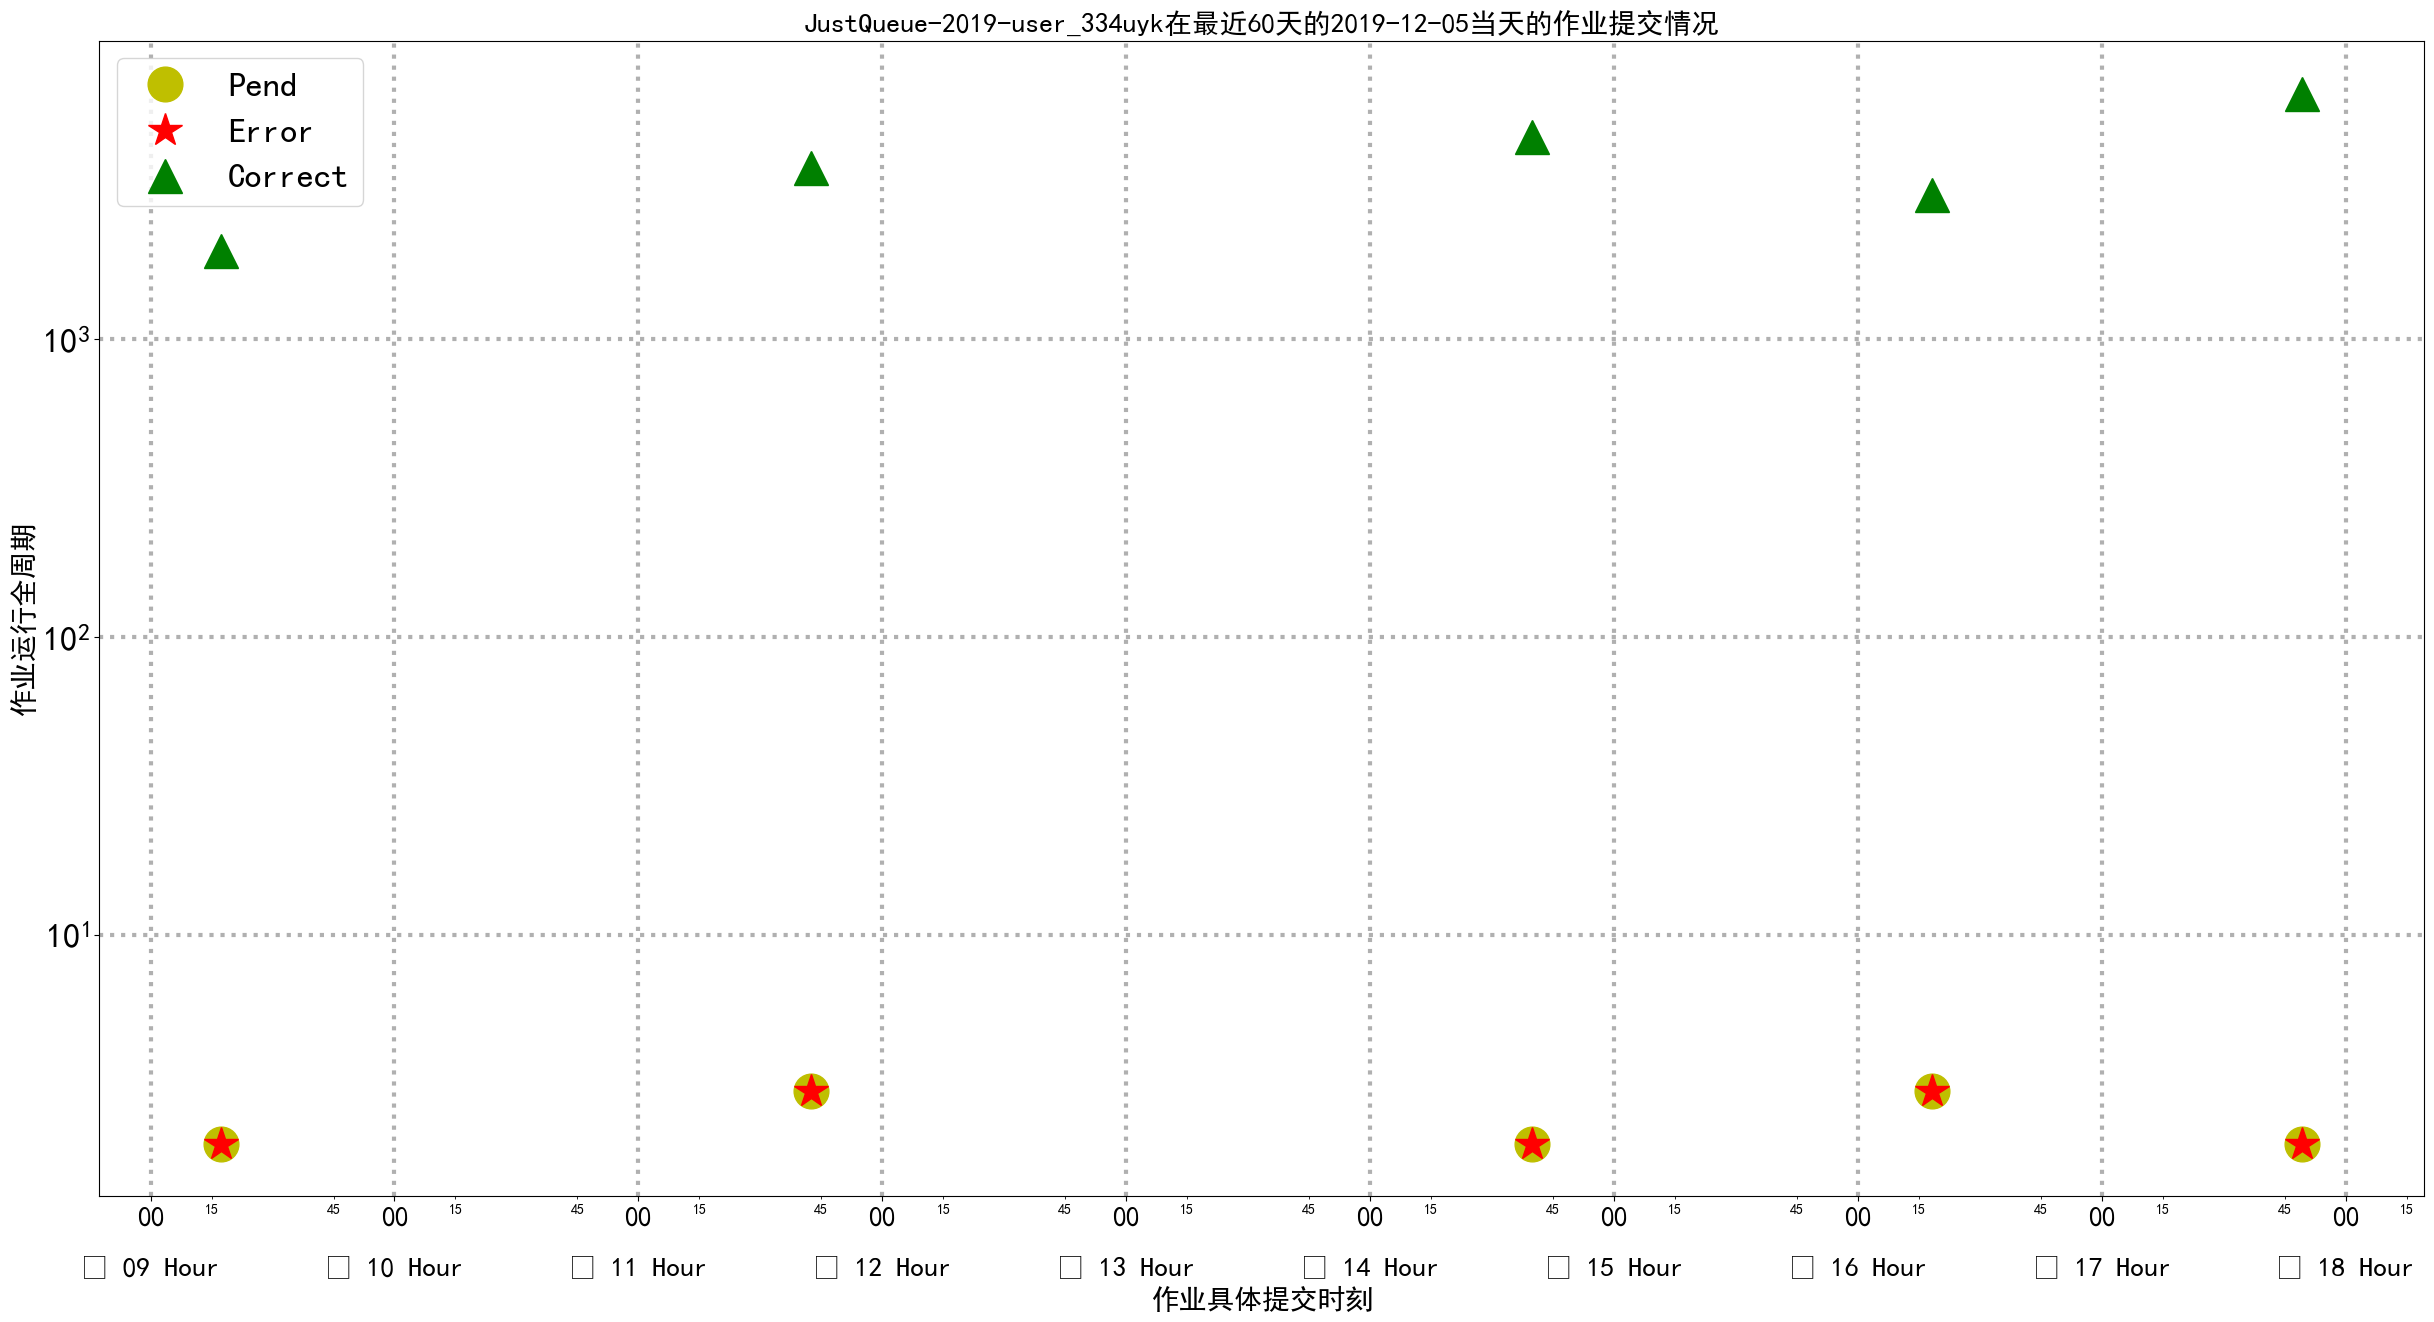 JustQueue-2019-user_334uyk在最近60天的2019-12-05当天的作业提交情况
Pend
Error
Correct
10³
10²
10¹
作业运行全周期
00 15 45 00 15 45 00 15 45 00 15 45 00 15 45 00 15 45 00 15 45 00 15 45 00 15 45 00 15
09 Hour 10 Hour 11 Hour 12 Hour 13 Hour 14 Hour 15 Hour 16 Hour 17 Hour 18 Hour
作业具体提交时刻